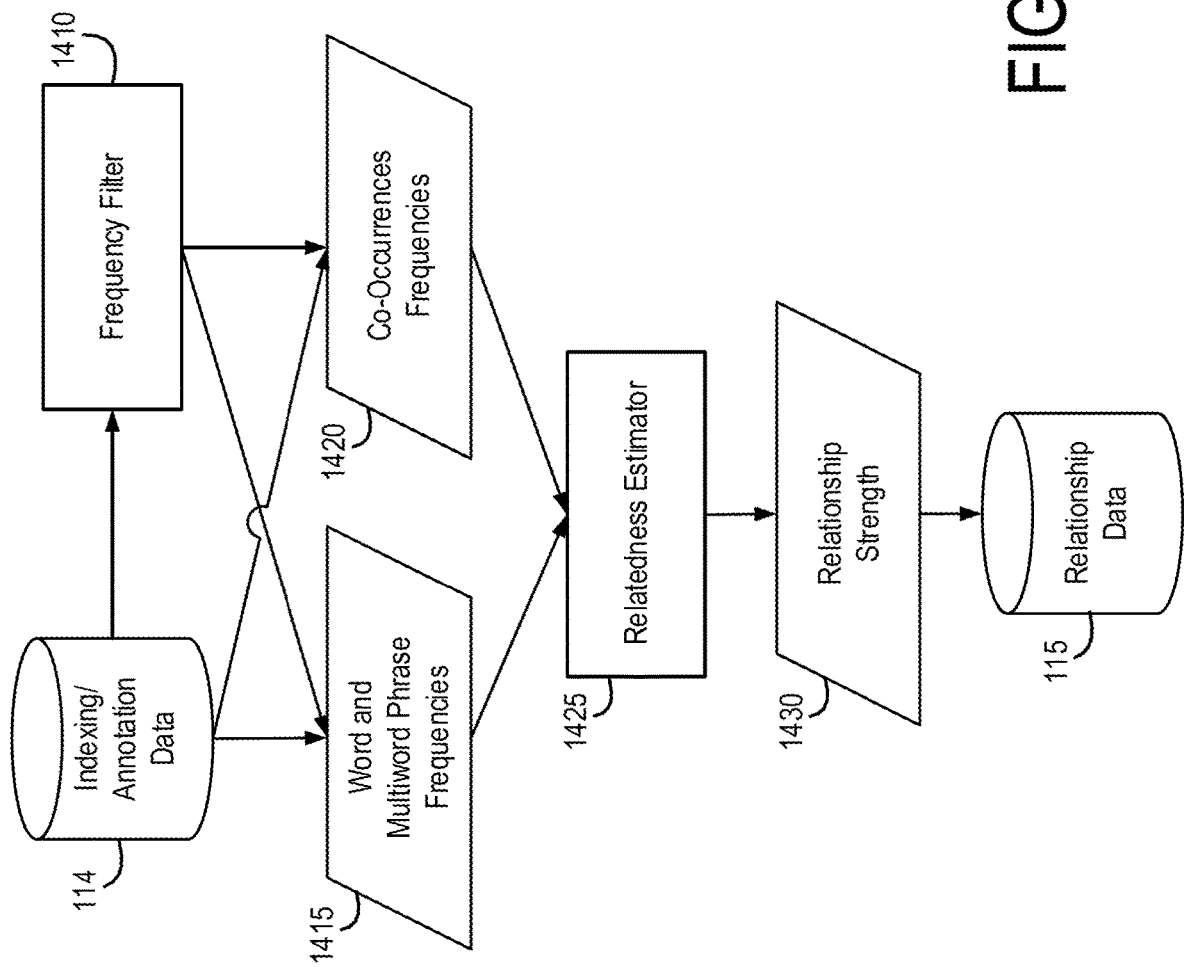 114
Indexing/
Annotation
Data
Frequency Filter
1410
1415
Word and
Multiword Phrase
Frequencies
1420
Co-Occurrences
Frequencies
1425
Relatedness Estimator
1430
Relationship
Strength
115
Relationship
Data
FIG